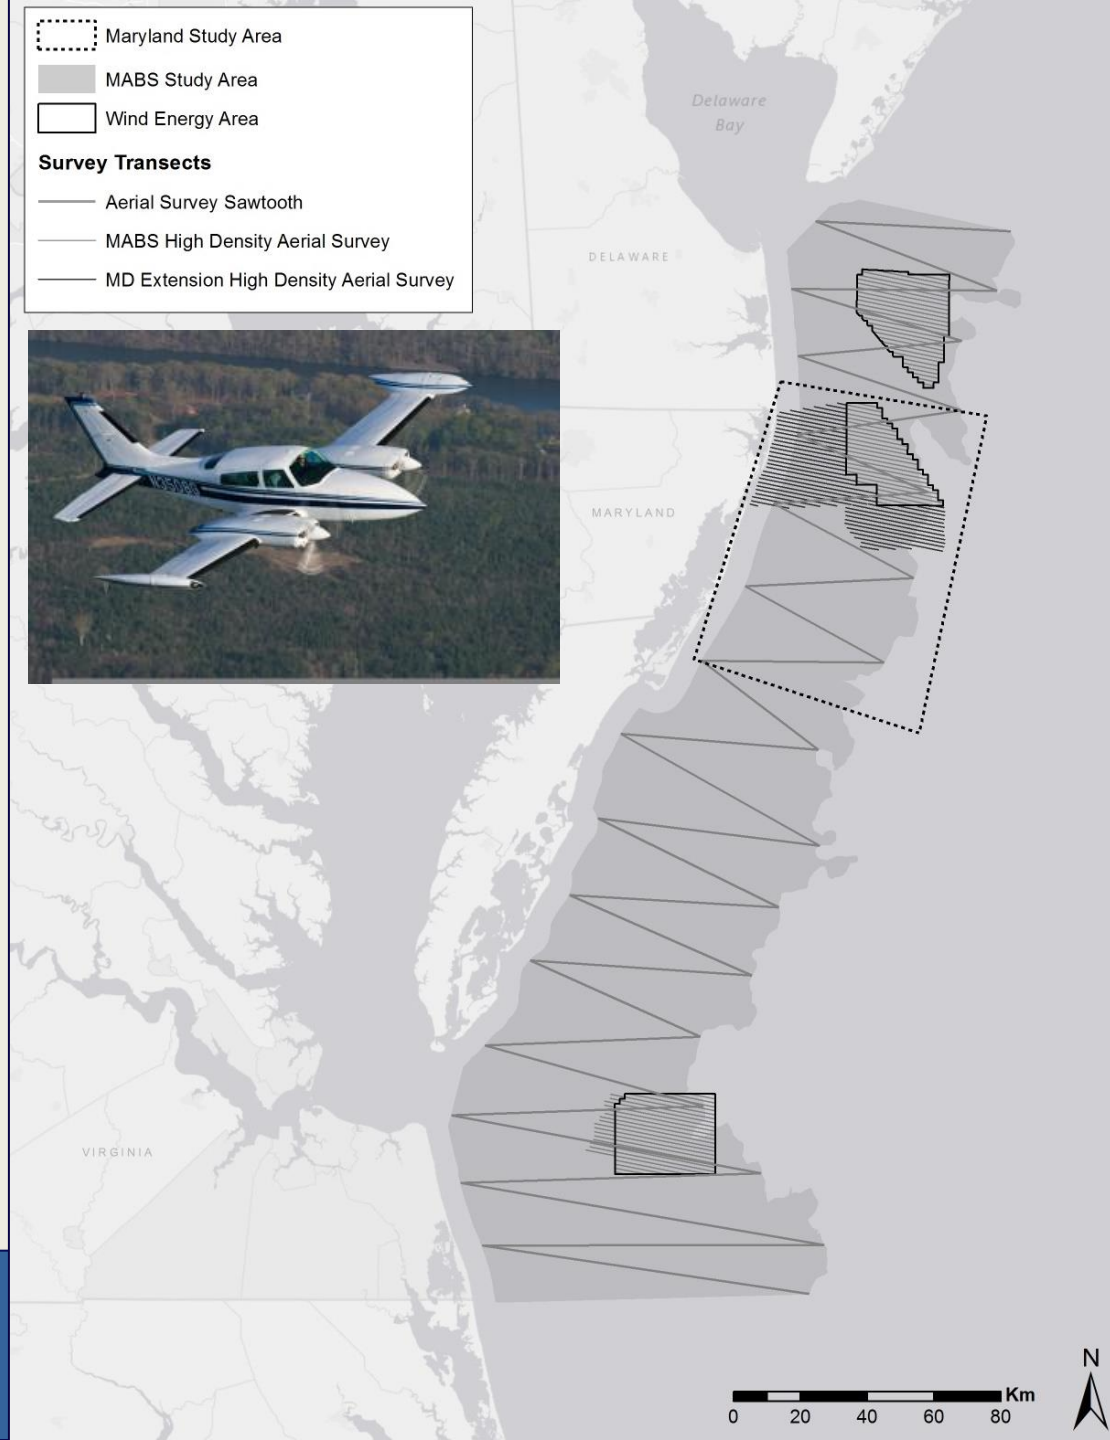 Maryland Study Area
MABS Study Area
Wind Energy Area
Survey Transects
Aerial Survey Sawtooth
MABS High Density Aerial Survey
MD Extension High Density Aerial Survey
Delaware
Bay
DELAWARE
MARYLAND
VIRGINIA
N
Km
0 20 40 60 80